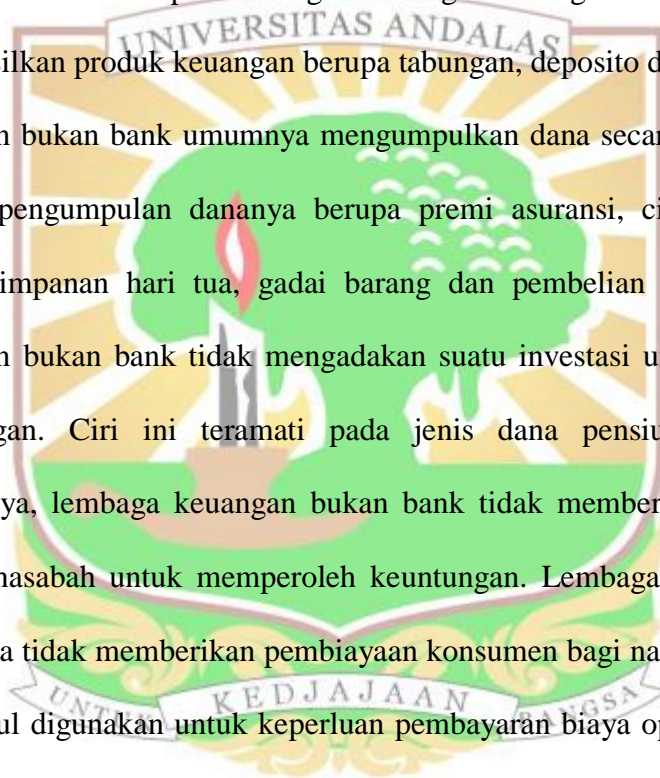 UNIVERSITAS ANDALAS
silkan produk keuangan berupa tabungan, deposito d
bukan bank umumnya mengumpulkan dana secar
pengumpulan dananya berupa premi asuransi, ci
impanan hari tua, gadai barang dan pembelian
bukan bank tidak mengadakan suatu investasi u
gan. Ciri ini teramati pada jenis dana pensiu
ya, lembaga keuangan bukan bank tidak member
nasabah untuk memperoleh keuntungan. Lembaga
a tidak memberikan pembiayaan konsumen bagi na
UNTUK KEDJAJAAN BANGSA
ul digunakan untuk keperluan pembayaran biaya op